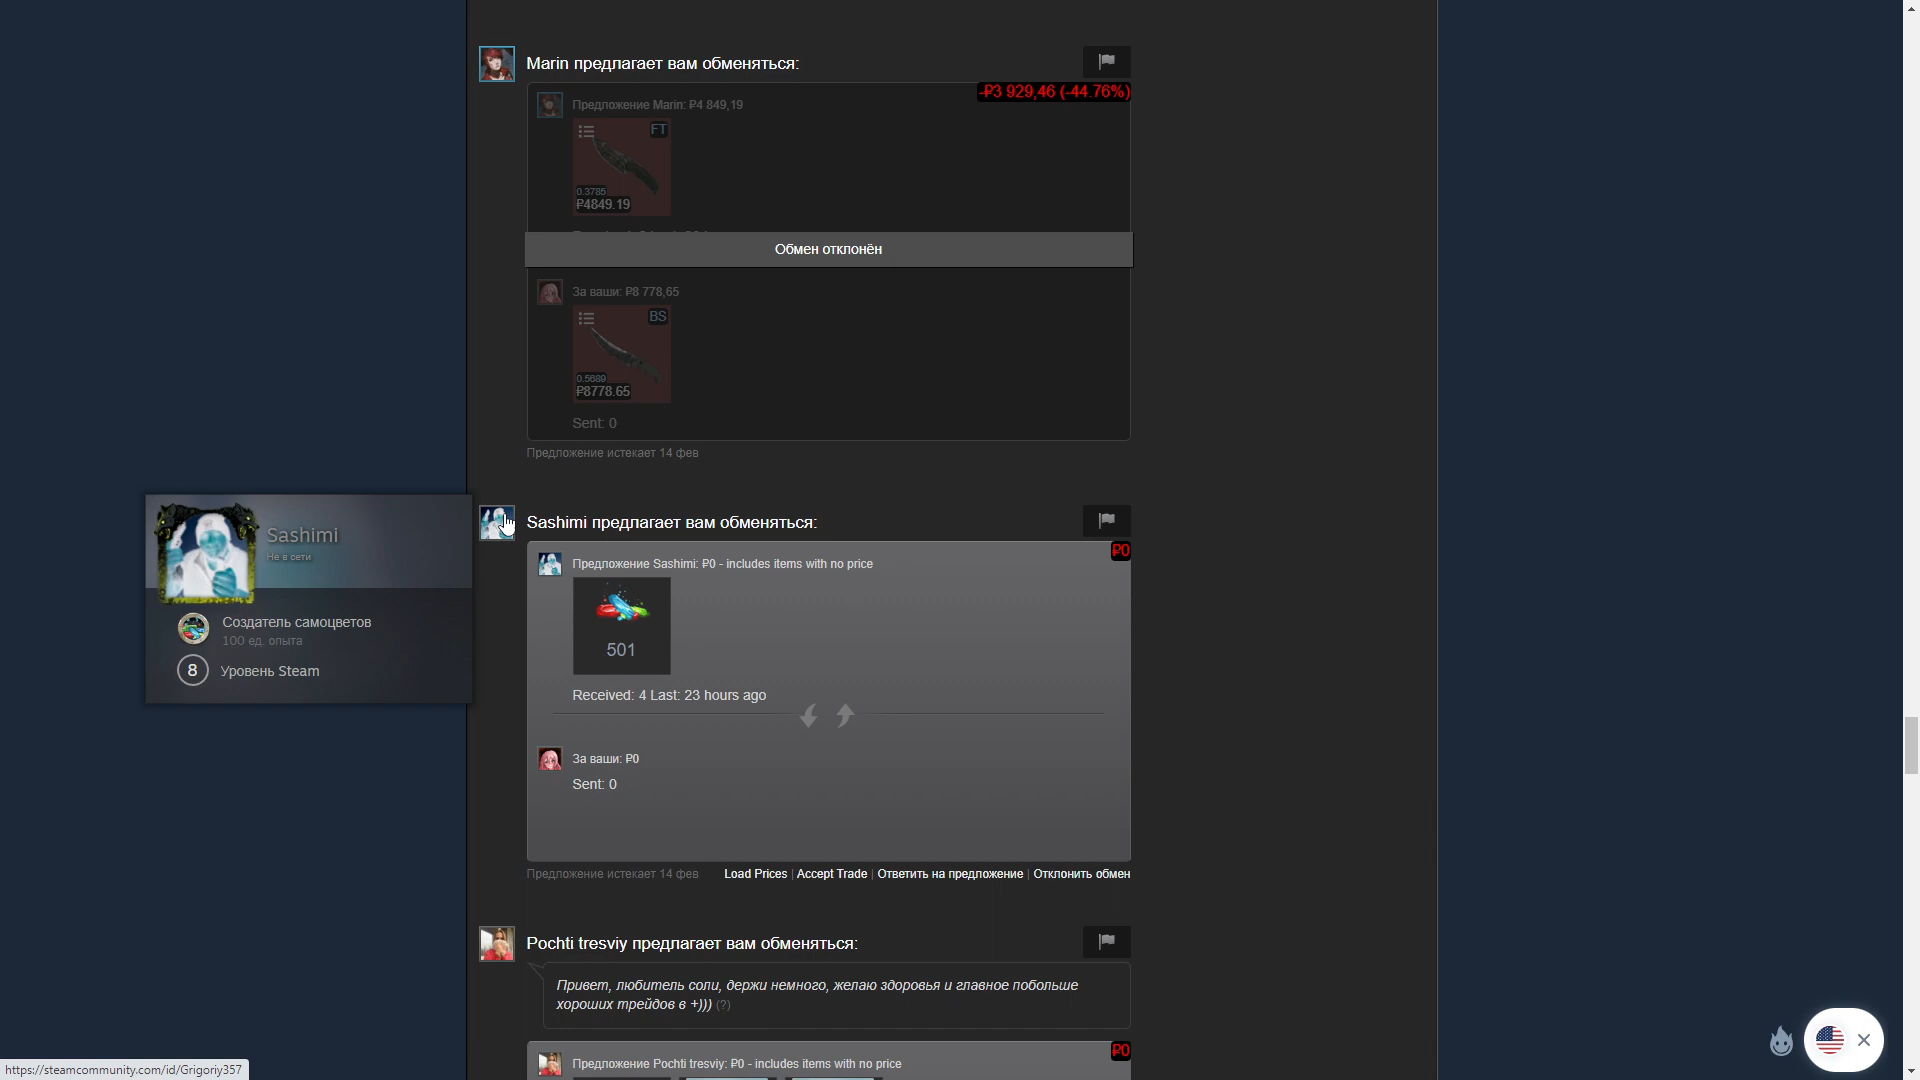 Marin предлагает вам обменяться:
-₽3 929,46 (-44.76%)
Предложение Marin: ₽4 849,19
FT
0.3785
₽4849.19
Обмен отклонён
За ваши: ₽8 778,65
BS
0.5689
₽8778.65
Sent: 0
Предложение истекает 14 фев
Sashimi
Не в сети
Создатель самоцветов
100 ед. опыта
8 Уровень Steam
Sashimi предлагает вам обменяться:
₽0
Предложение Sashimi: ₽0 - includes items with no price
501
Received: 4 Last: 23 hours ago
За ваши: ₽0
Sent: 0
Предложение истекает 14 фев Load Prices | Accept Trade | Ответить на предложение | Отклонить обмен
Pochti tresviy предлагает вам обменяться:
Привет, любитель соли, держи немного, желаю здоровья и главное побольше
хороших трейдов в +))) (?)
₽0
Предложение Pochti tresviy: ₽0 - includes items with no price
https://steamcommunity.com/id/Grigoriy357